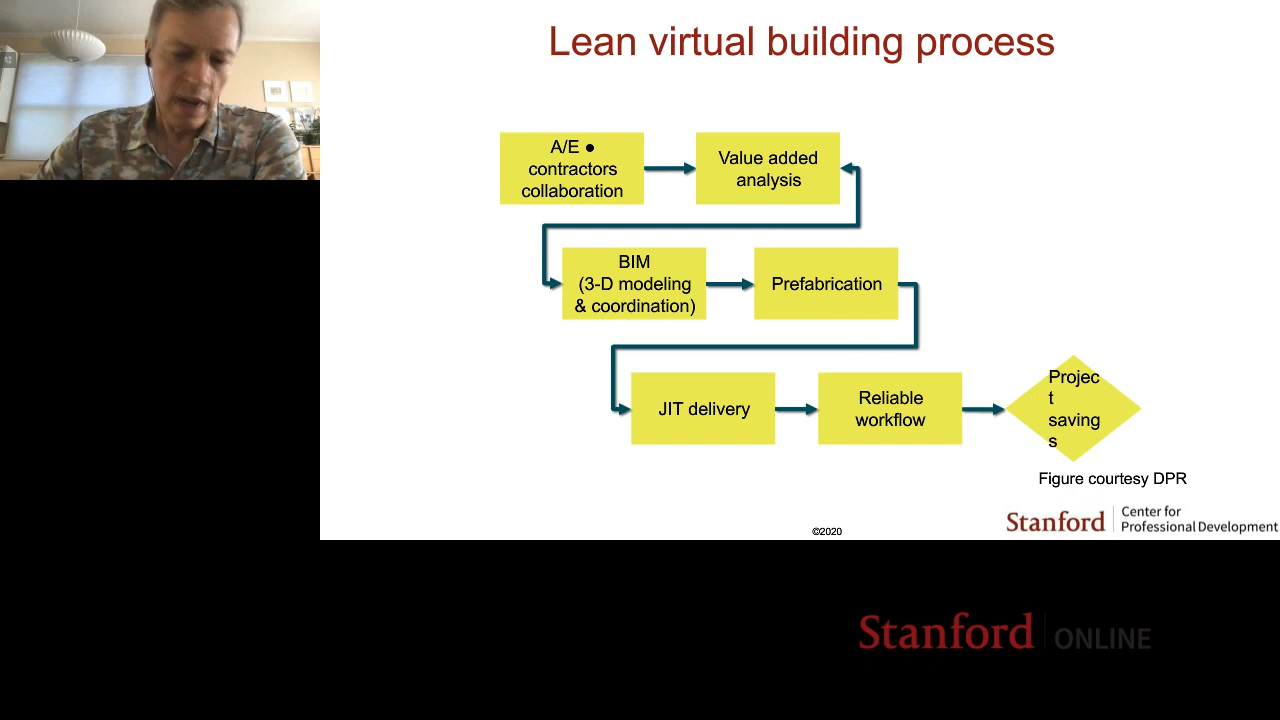 Lean virtual building process
A/E ●
contractors
collaboration
Value added
analysis
BIM
(3-D modeling
& coordination)
Prefabrication
JIT delivery
Reliable
workflow
Projec
t
saving
s
Figure courtesy DPR
©2020
Stanford
Center for
Professional Development
Stanford ONLINE